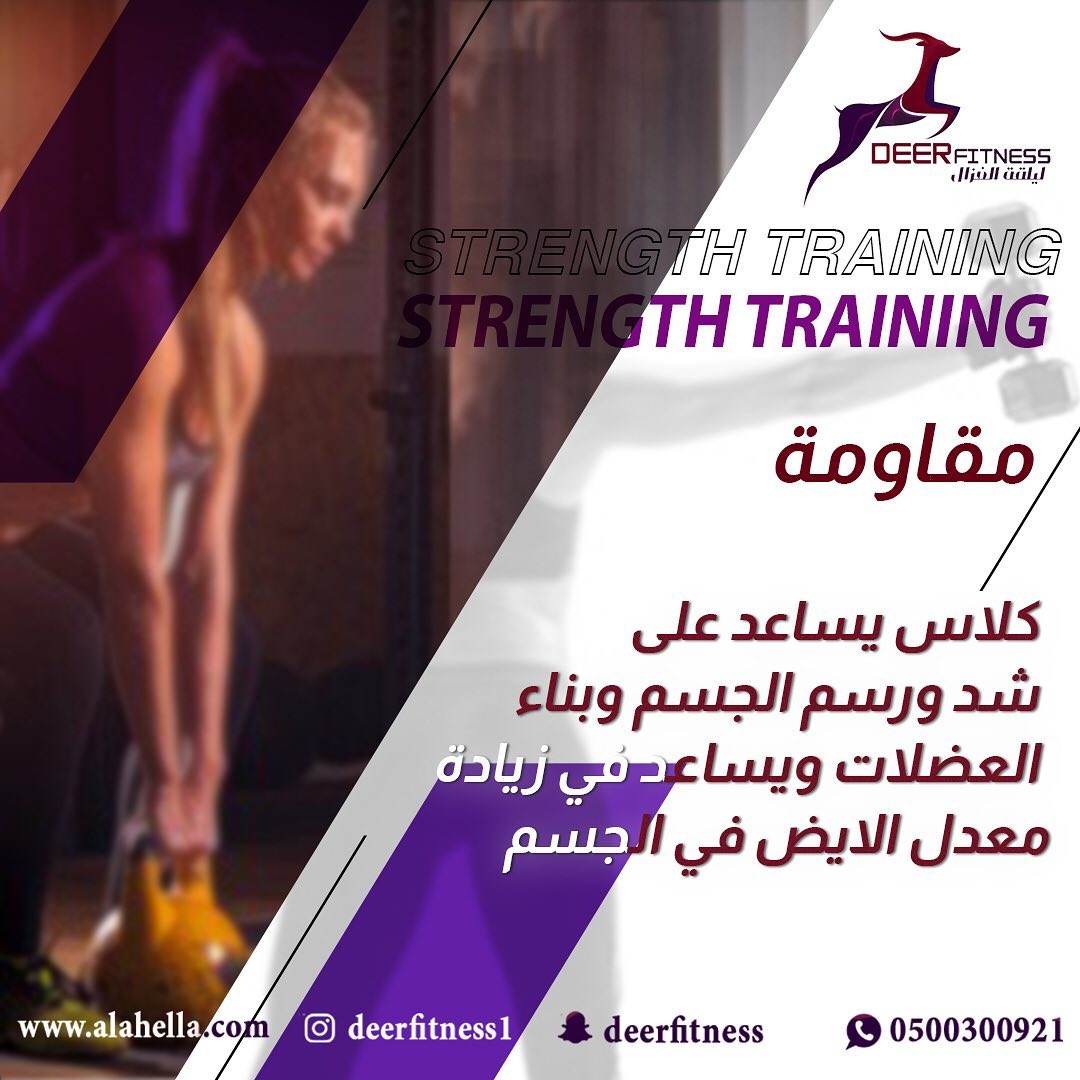 DEERFITNESS
ليلقة الغزال
STRENGTH TRAINING
STRENGTH TRAINING
مقاومة
كلاس يساعد على
شد ورسم الجسم وبناء
العضلات ويساعد في زيادة
معدل الايض في الجسم
www.alahella.com deerfitness1 deerfitness 0500300921